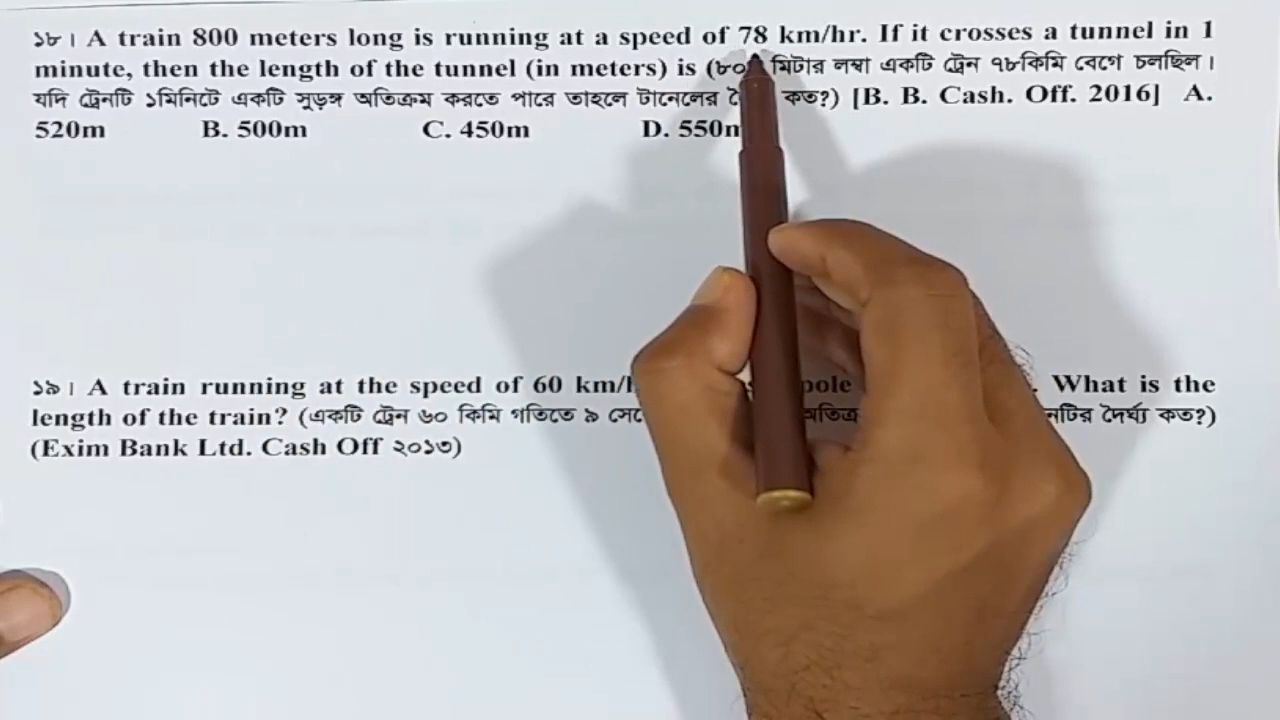 ১৮। A train 800 meters long is running at a speed of 78 km/hr. If it crosses a tunnel in 1
minute, then the length of the tunnel (in meters) is (৮০ মিটার লম্বা একটি ট্রেন ৭৮কিমি বেগে চলছিল।
যদি ট্রেনটি ১মিনিটে একটি সুড়ঙ্গ অতিক্রম করতে পারে তাহলে টানেলের কত?) [B. B. Cash. Off. 2016] A.
520m B. 500m C. 450m D. 550m
১৯। A train running at the speed of 60 km/h pole . What is the
length of the train? (একটি ট্রেন ৬০ কিমি গতিতে ৯ সেকে অতিক্র নটির দৈর্ঘ্য কত?)
(Exim Bank Ltd. Cash Off ২০১৩)